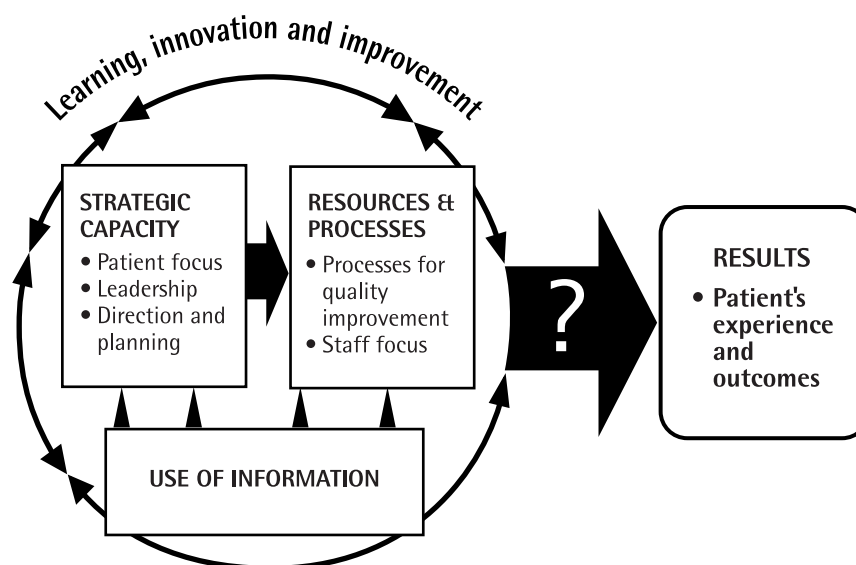 Learning, innovation and improvement
STRATEGIC
CAPACITY
• Patient focus
• Leadership
• Direction and
planning
RESOURCES &
PROCESSES
• Processes for
quality
improvement
• Staff focus
?
RESULTS
• Patient's
experience
and
outcomes
USE OF INFORMATION